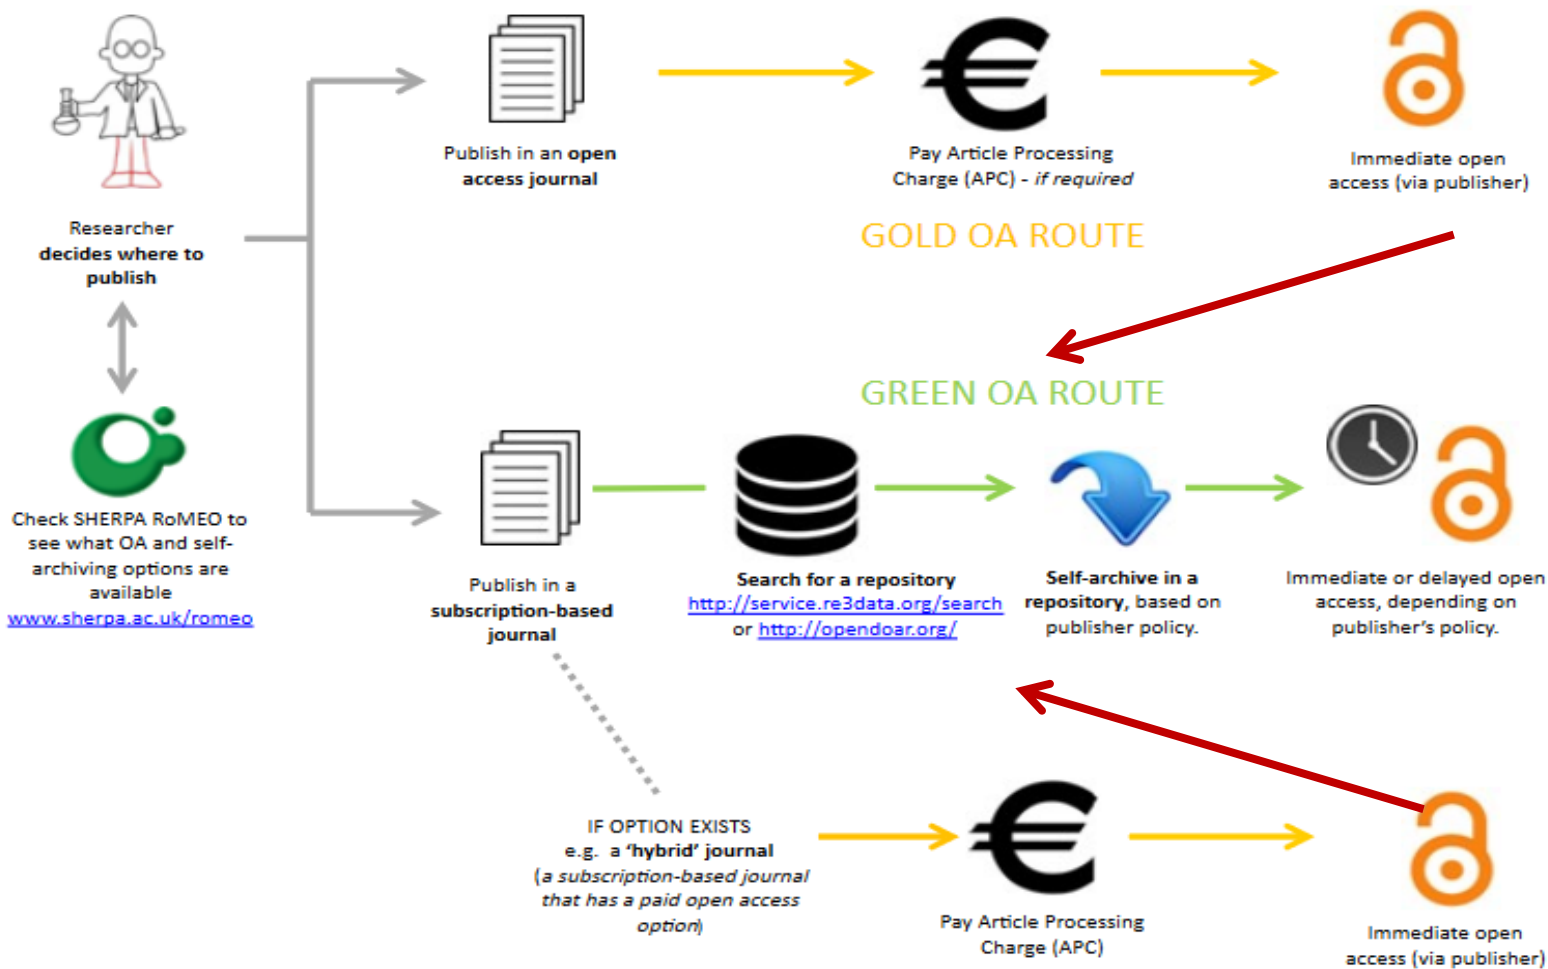 Researcher
decides where to
publish
Check SHERPA RoMEO to
see what OA and self-
archiving options are
available
www.sherpa.ac.uk/romeo
Publish in an open
access journal
Pay Article Processing
Charge (APC) - if required
Immediate open
access (via publisher)
GOLD OA ROUTE
GREEN OA ROUTE
Publish in a
subscription-based
journal
Search for a repository
http://service.re3data.org/search
or http://opendoar.org/
Self-archive in a
repository, based on
publisher policy.
Immediate or delayed open
access, depending on
publisher's policy.
IF OPTION EXISTS
e.g.  a 'hybrid' journal
(a subscription-based journal
that has a paid open access
option)
Pay Article Processing
Charge (APC)
Immediate open
access (via publisher)